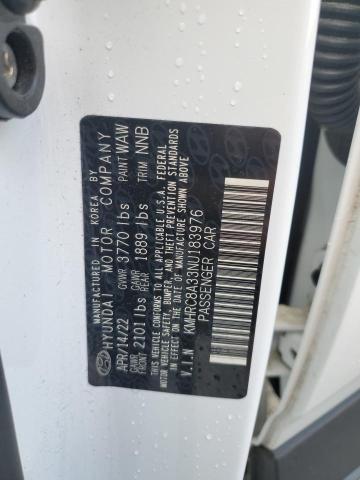 MANUFACTURED IN KOREA BY
HYUNDAI MOTOR COMPANY
APR/14/22 GVWR 3770 lbs PAINT WAW
GAWR FRONT 2101 lbs GAWR REAR 1889 lbs TRIM NNB
THIS VEHICLE CONFORMS TO ALL APPLICABLE U.S.A. FEDERAL
MOTOR VEHICLE SAFETY, BUMPER, AND THEFT PREVENTION STANDARDS
IN EFFECT ON THE DATE OF MANUFACTURE SHOWN ABOVE.
V.I.N KMHRC8A33NU183976
PASSENGER CAR